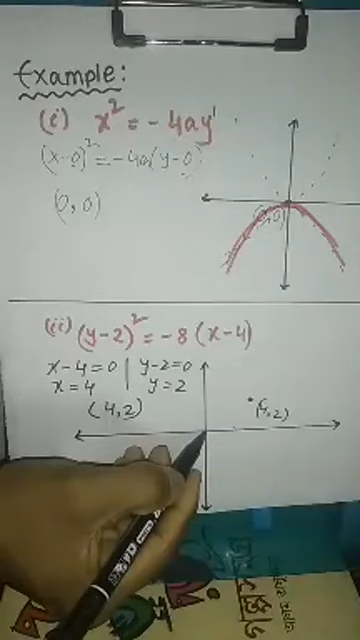 Example:
(i) x² = -4ay
(x-0)² = -4a(y-0)
(0,0)
(0,0)
(ii) (y-2)² = -8(x-4)
x-4=0 | y-2=0
x=4 | y=2
(4,2)
(4,2)